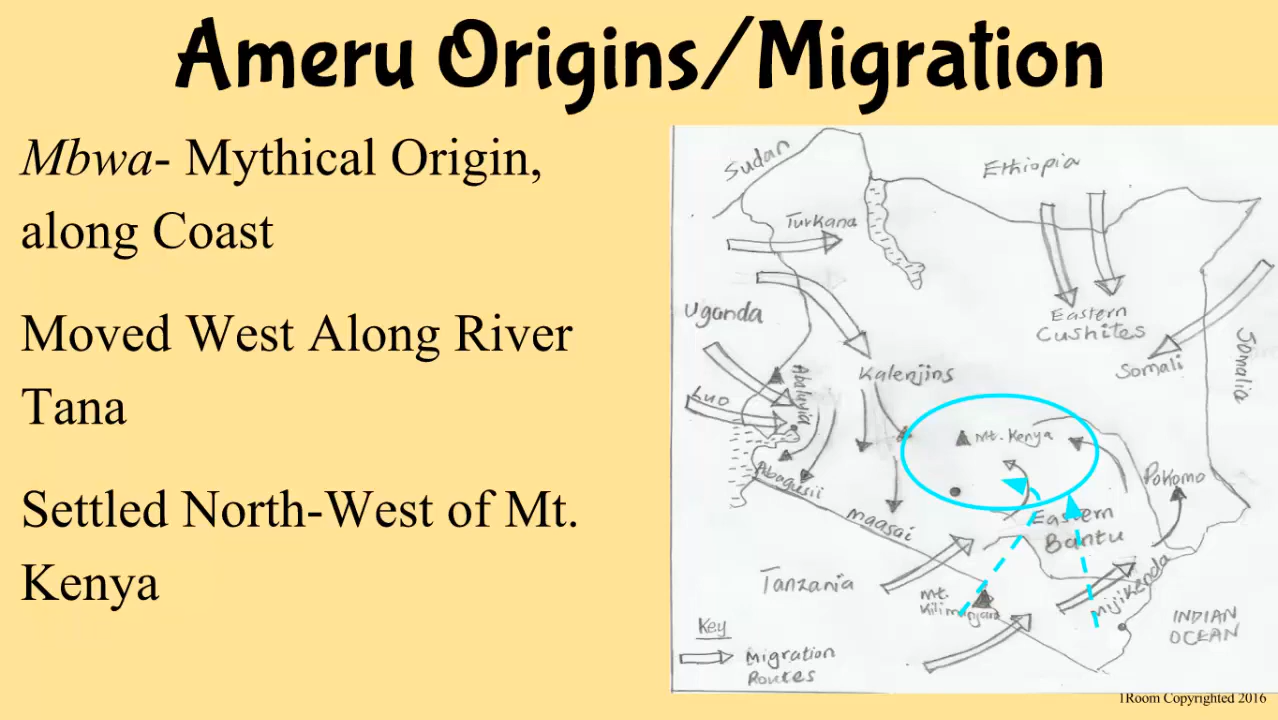 Ameru Origins/Migration
Mbwa- Mythical Origin,
along Coast
Moved West Along River
Tana
Settled North-West of Mt.
Kenya
Sudan
Ethiopia
Turkana
Uganda
Eastern
Cushites
Somali
Somalia
Kalenjins
Abaluyia
Luo
Mt. Kenya
Abagusii
Pokomo
Maasai
Eastern
Bantu
Tanzania
Mt.
Kilimanjaro
Mijikenda
INDIAN
OCEAN
Key
Migration
Routes
1Room Copyrighted 2016